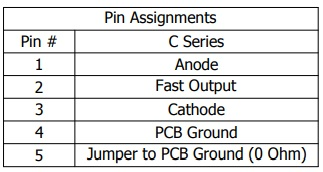 Pin Assignments
Pin # C Series
1 Anode
2 Fast Output
3 Cathode
4 PCB Ground
5 Jumper to PCB Ground (0 Ohm)